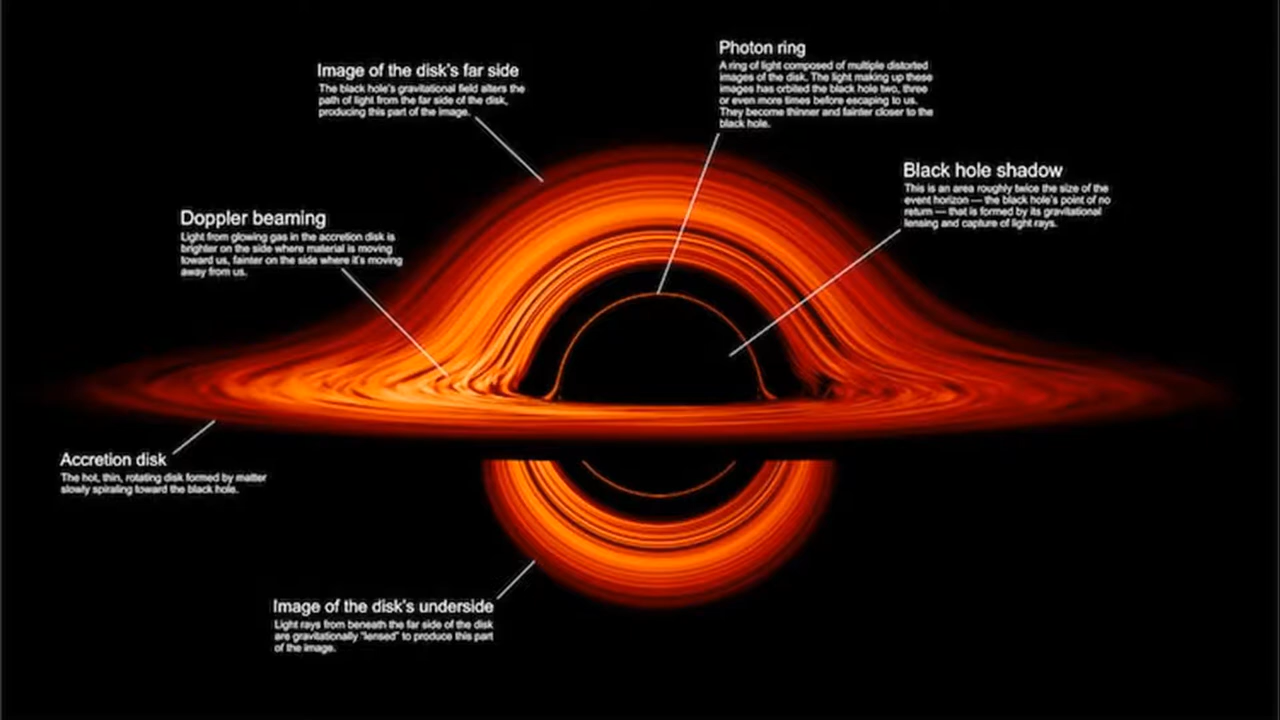 Photon ring
A ring of light composed of multiple distorted
images of the disk. The light making up these
images has orbited the black hole two, three
or even more times before escaping to us.
They become thinner and fainter closer to the
black hole.
Image of the disk's far side
The black hole's gravitational field alters the
path of light from the far side of the disk,
producing this part of the image.
Black hole shadow
This is an area roughly twice the size of the
event horizon — the black hole's point of no
return — that is formed by its gravitational
lensing and capture of light rays.
Doppler beaming
Light from glowing gas in the accretion disk is
brighter on the side where material is moving
toward us, fainter on the side where it's moving
away from us.
Accretion disk
The hot, thin, rotating disk formed by matter
slowly spiraling toward the black hole.
Image of the disk's underside
Light rays from beneath the far side of the disk
are gravitationally "lensed" to produce this part
of the image.